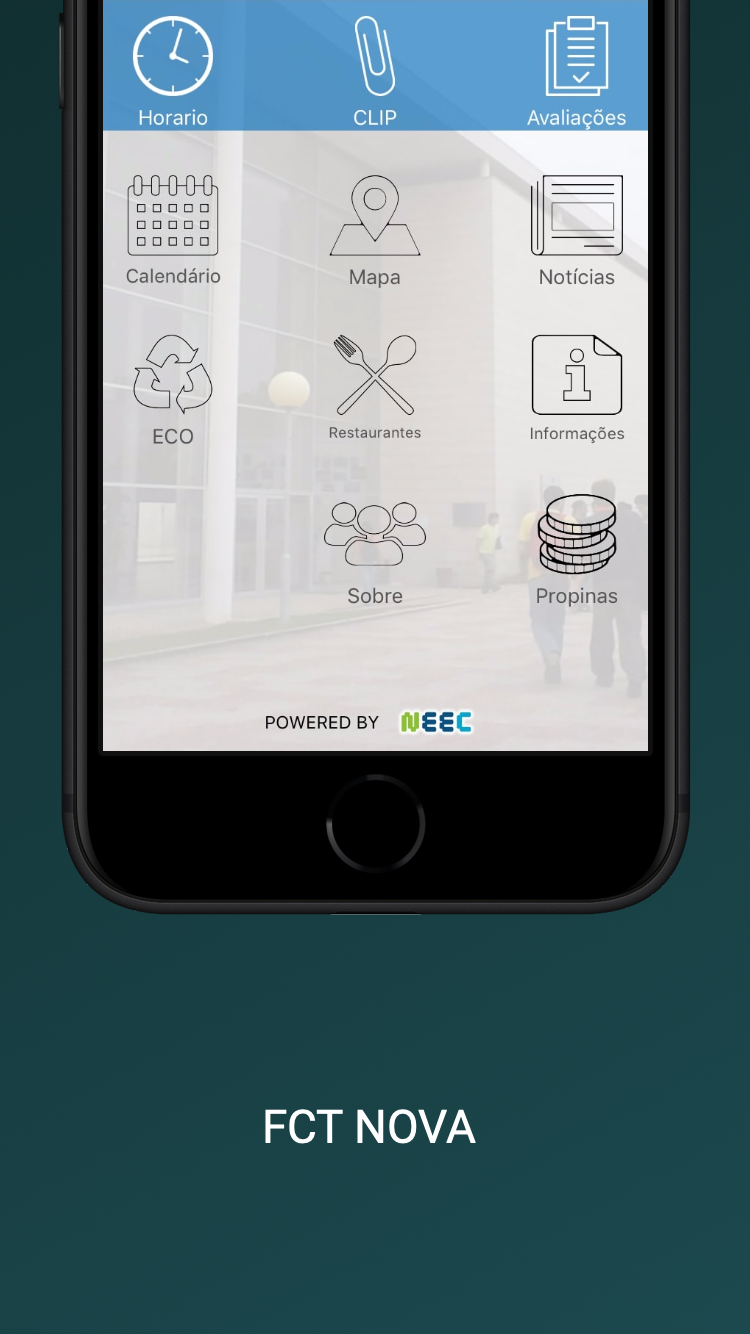 Horario CLIP Avaliações
Calendário Mapa Notícias
ECO Restaurantes Informações
Sobre Propinas
POWERED BY NEEC
FCT NOVA